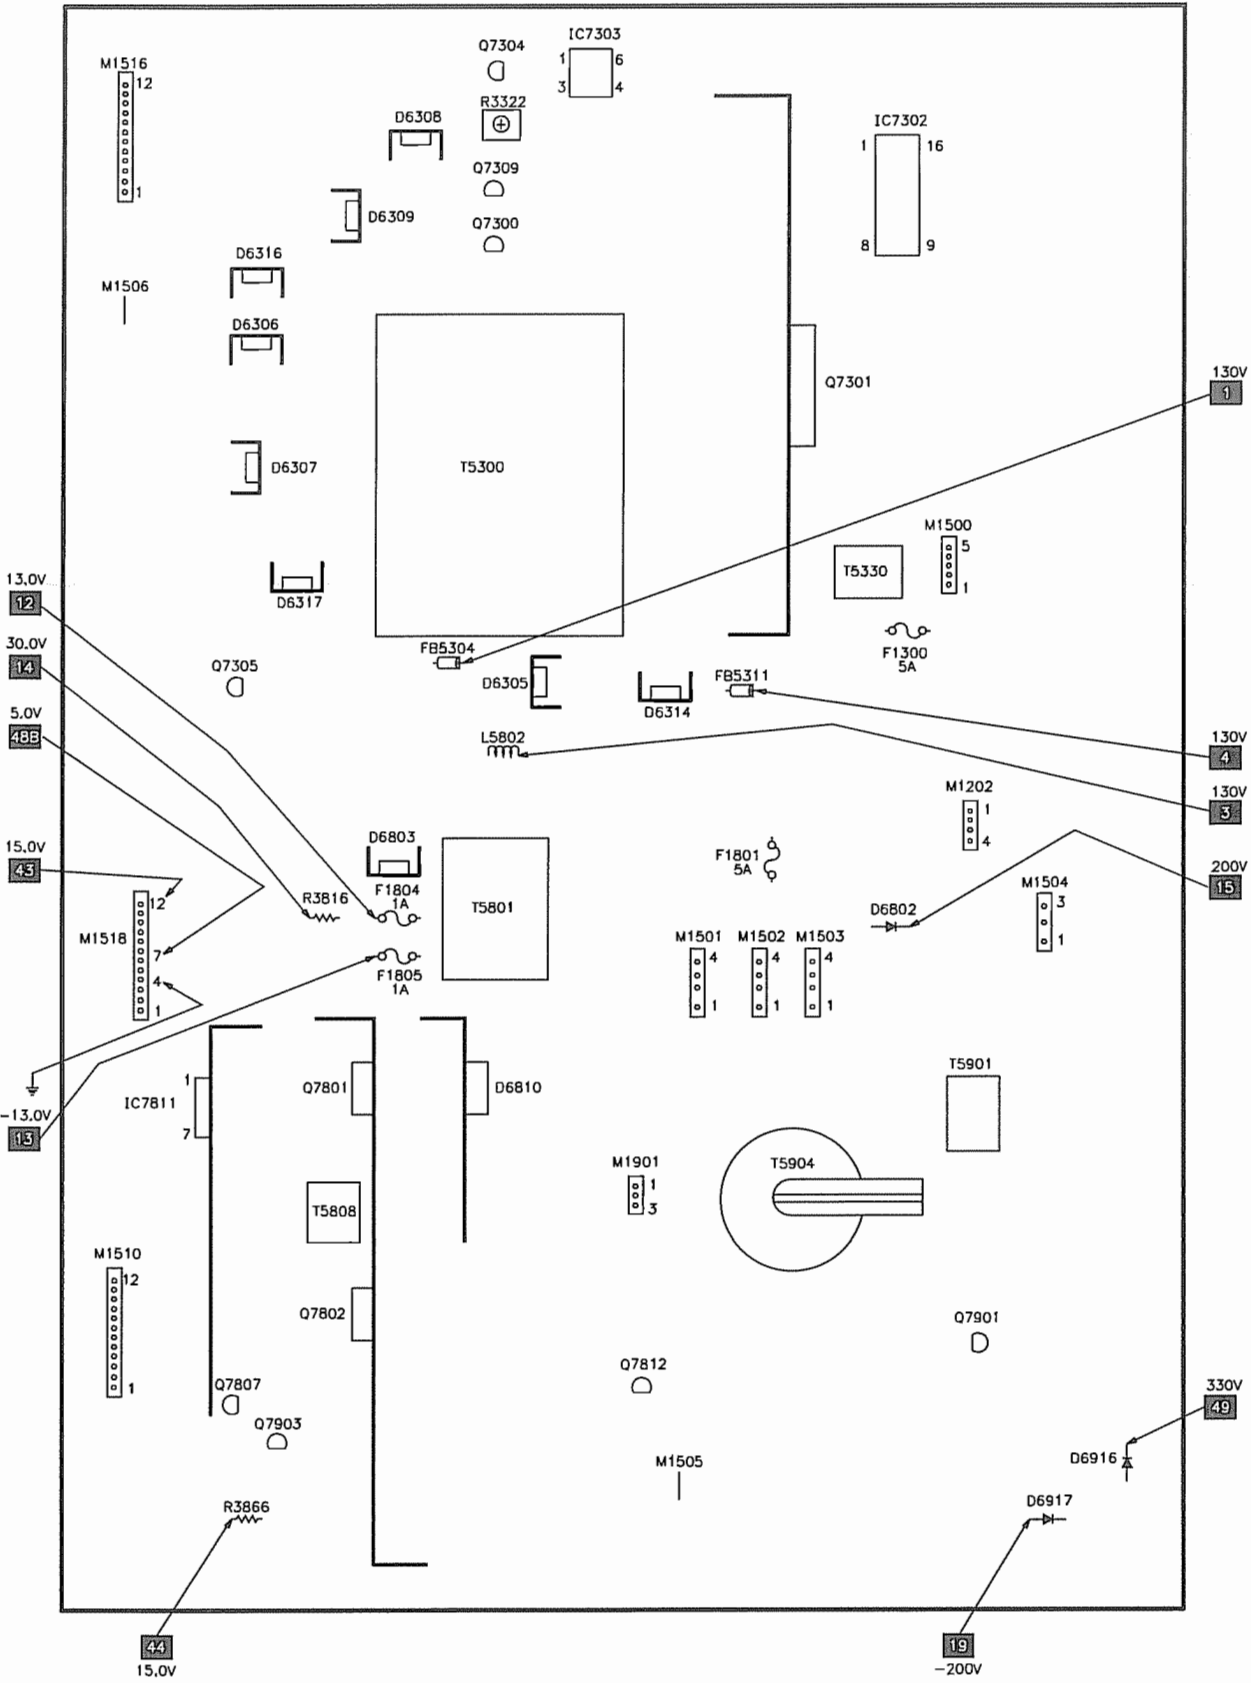 IC7303
Q7304
1 6
3 4
M1516
12
1
R3322
D6308
IC7302
1 16
8 9
Q7309
D6309
Q7300
D6316
M1506
D6306
130V
1
Q7301
D6307
T5300
M1500
5
1
T5330
13.0V
12
D6317
F1300
5A
30.0V
14
Q7305
FB5304
D6305
FB5311
D6314
5.0V
48B
L5802
130V
4
M1202
1
4
130V
3
15.0V
43
D6803
F1801
5A
200V
15
M1504
3
1
R3816
F1804
1A
T5801
D6802
M1518
12
7
4
1
M1501
4
1
M1502
4
1
M1503
4
1
F1805
1A
T5901
IC7811
1
7
Q7801
D6810
-13.0V
13
M1901
1
3
T5904
T5808
M1510
12
1
Q7802
Q7901
Q7812
Q7807
330V
49
Q7903
M1505
D6916
R3866
D6917
44
15.0V
19
-200V